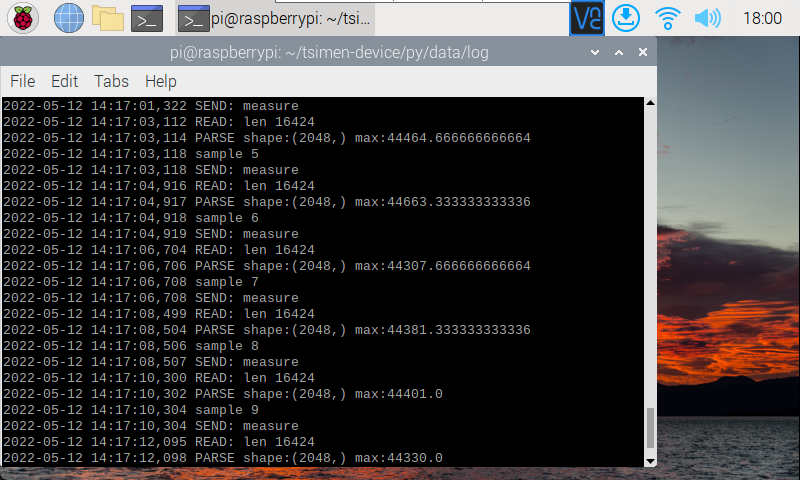 pi@raspberrypi: ~/tsi...
18:00
pi@raspberrypi: ~/tsimen-device/py/data/log
File Edit Tabs Help
2022-05-12 14:17:01,322 SEND: measure
2022-05-12 14:17:03,112 READ: len 16424
2022-05-12 14:17:03,114 PARSE shape:(2048,) max:44464.666666666664
2022-05-12 14:17:03,118 sample 5
2022-05-12 14:17:03,118 SEND: measure
2022-05-12 14:17:04,916 READ: len 16424
2022-05-12 14:17:04,917 PARSE shape:(2048,) max:44663.333333333336
2022-05-12 14:17:04,918 sample 6
2022-05-12 14:17:04,919 SEND: measure
2022-05-12 14:17:06,704 READ: len 16424
2022-05-12 14:17:06,706 PARSE shape:(2048,) max:44307.666666666664
2022-05-12 14:17:06,708 sample 7
2022-05-12 14:17:06,708 SEND: measure
2022-05-12 14:17:08,499 READ: len 16424
2022-05-12 14:17:08,504 PARSE shape:(2048,) max:44381.333333333336
2022-05-12 14:17:08,506 sample 8
2022-05-12 14:17:08,507 SEND: measure
2022-05-12 14:17:10,300 READ: len 16424
2022-05-12 14:17:10,302 PARSE shape:(2048,) max:44401.0
2022-05-12 14:17:10,304 sample 9
2022-05-12 14:17:10,304 SEND: measure
2022-05-12 14:17:12,095 READ: len 16424
2022-05-12 14:17:12,098 PARSE shape:(2048,) max:44330.0